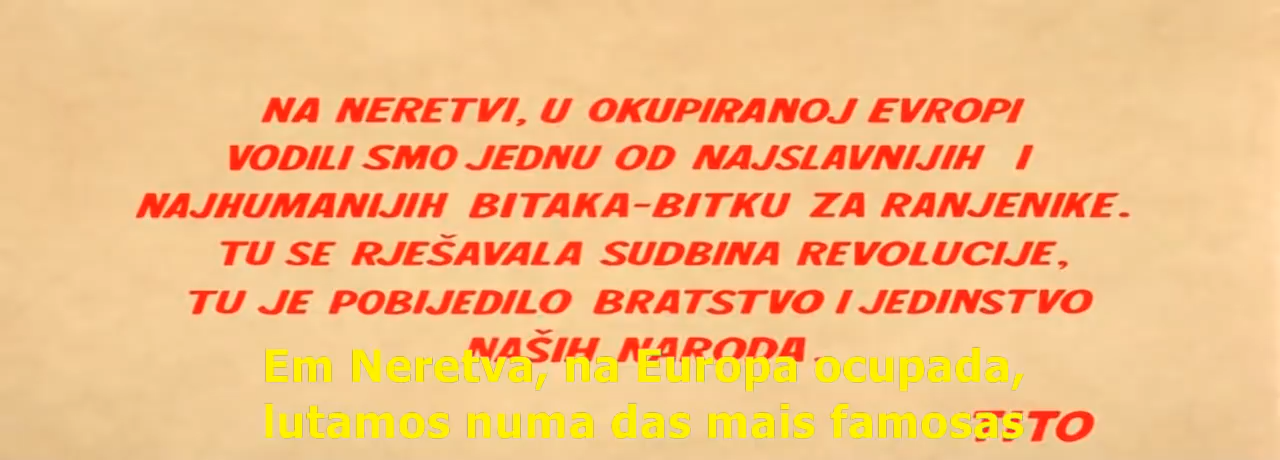 NA NERETVI, U OKUPIRANOJ EVROPI
VODILI SMO JEDNU OD NAJSLAVNIJIH I
NAJHUMANIJIH BITAKA-BITKU ZA RANJENIKE.
TU SE RJEŠAVALA SUDBINA REVOLUCIJE,
TU JE POBIJEDILO BRATSTVO I JEDINSTVO
NAŠIH NARODA.
Em Neretva, na Europa ocupada,
lutamos numa das mais famosas
TITO